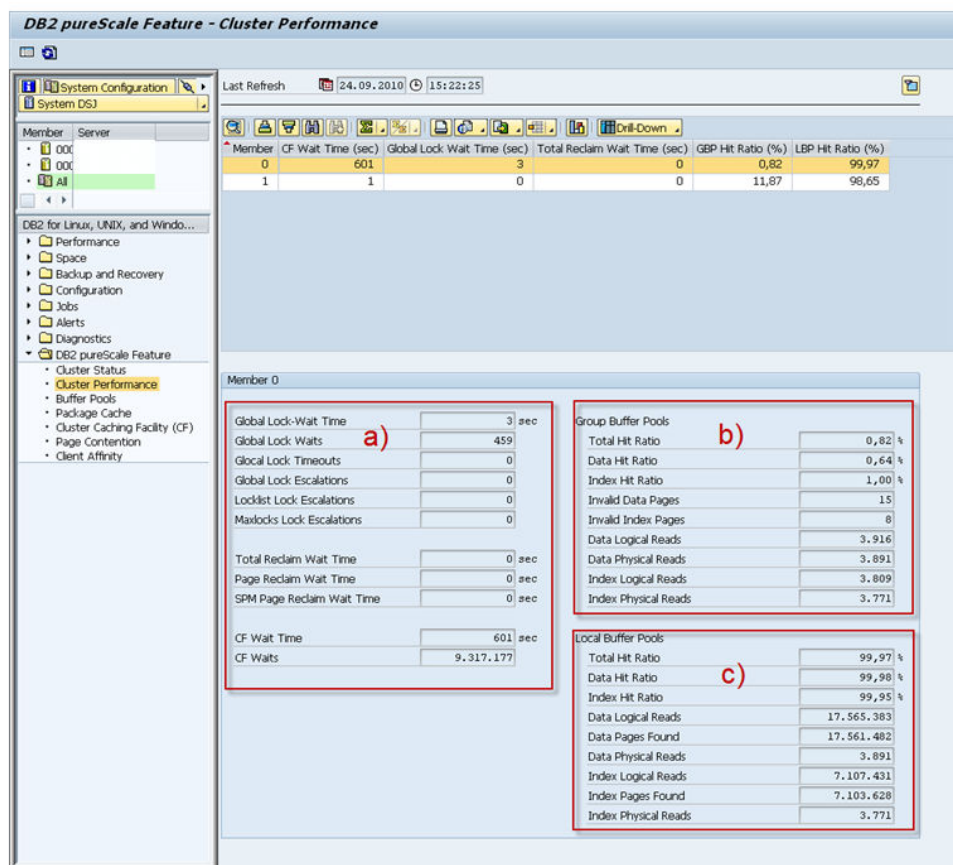 DB2 pureScale Feature - Cluster Performance
System Configuration
System DSJ
Member Server
000
000
All
DB2 for Linux, UNIX, and Windo...
Performance
Space
Backup and Recovery
Configuration
Jobs
Alerts
Diagnostics
DB2 pureScale Feature
Cluster Status
Cluster Performance
Buffer Pools
Package Cache
Cluster Caching Facility (CF)
Page Contention
Client Affinity
Last Refresh 24.09.2010 15:22:25
Drill-Down
Member CF Wait Time (sec) Global Lock Wait Time (sec) Total Reclaim Wait Time (sec) GBP Hit Ratio (%) LBP Hit Ratio (%)
0 601 3 0 0,82 99,97
1 1 0 0 11,87 98,65
Member 0
a)
Global Lock-Wait Time 3 sec
Global Lock Waits 459
Glocal Lock Timeouts 0
Global Lock Escalations 0
Locklist Lock Escalations 0
Maxlocks Lock Escalations 0
Total Reclaim Wait Time 0 sec
Page Reclaim Wait Time 0 sec
SPM Page Reclaim Wait Time 0 sec
CF Wait Time 601 sec
CF Waits 9.317.177
b)
Group Buffer Pools
Total Hit Ratio 0,82 %
Data Hit Ratio 0,64 %
Index Hit Ratio 1,00 %
Invalid Data Pages 15
Invalid Index Pages 8
Data Logical Reads 3.916
Data Physical Reads 3.891
Index Logical Reads 3.809
Index Physical Reads 3.771
c)
Local Buffer Pools
Total Hit Ratio 99,97 %
Data Hit Ratio 99,98 %
Index Hit Ratio 99,95 %
Data Logical Reads 17.565.383
Data Pages Found 17.561.482
Data Physical Reads 3.891
Index Logical Reads 7.107.431
Index Pages Found 7.103.628
Index Physical Reads 3.771